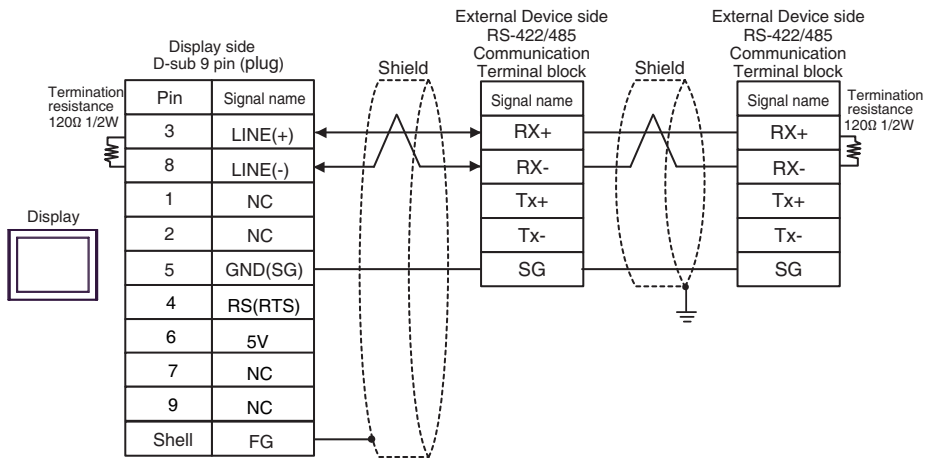 External Device side
RS-422/485
Communication
Terminal block
External Device side
RS-422/485
Communication
Terminal block
Display side
D-sub 9 pin (plug)
Shield
Shield
Termination
resistance
120Ω 1/2W
Pin Signal name
Signal name
Signal name
Termination
resistance
120Ω 1/2W
3 LINE(+) RX+ RX+
8 LINE(-) RX- RX-
1 NC Tx+ Tx+
Display
2 NC Tx- Tx-
5 GND(SG) SG SG
4 RS(RTS)
6 5V
7 NC
9 NC
Shell FG